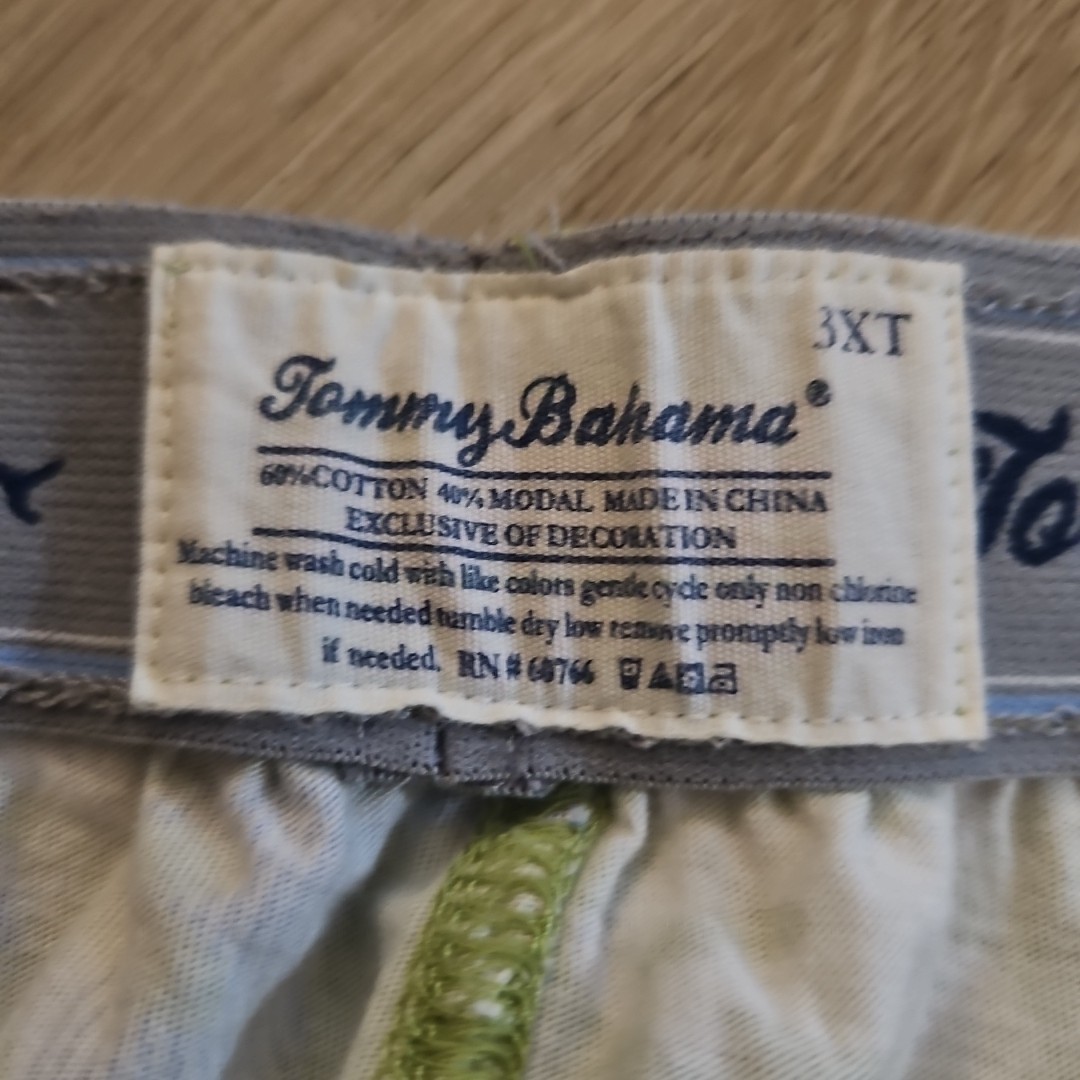 3XT
Tommy Bahama®
60% COTTON 40% MODAL MADE IN CHINA
EXCLUSIVE OF DECORATION
Machine wash cold with like colors gentle cycle only non chlorine
bleach when needed tumble dry low remove promptly low iron
if needed. RN # 60766
To